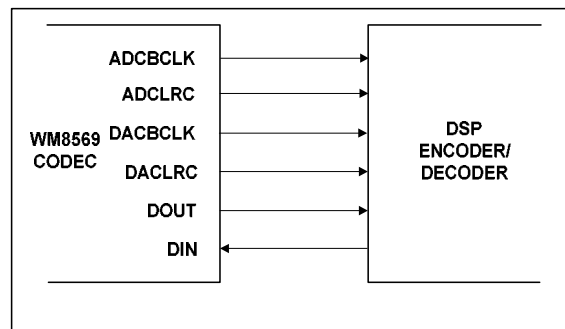 ADCBCLK
ADCLRC
WM8569
CODEC
DACBCLK
DACLRC
DOUT
DIN
DSP
ENCODER/
DECODER